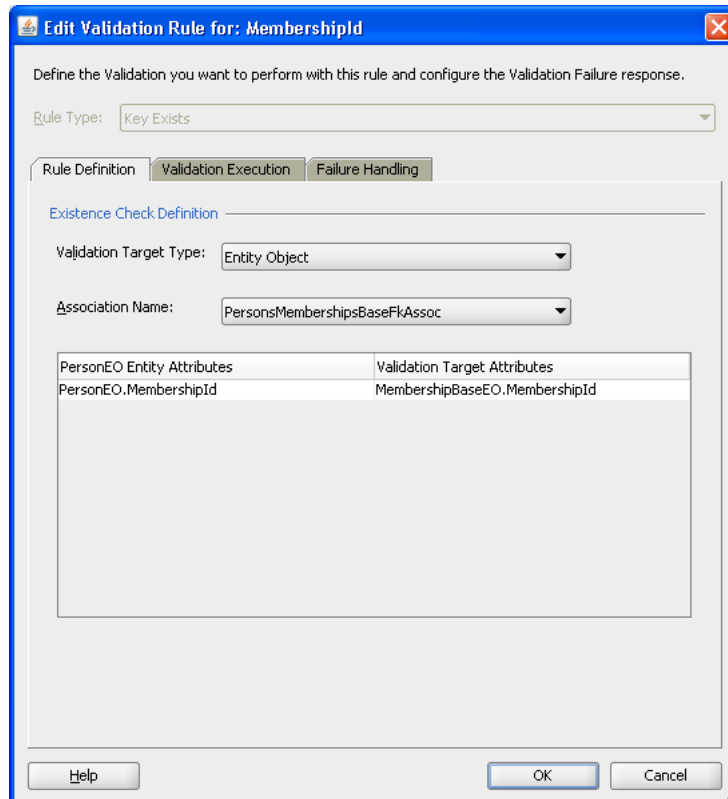 Edit Validation Rule for: MembershipId
Define the Validation you want to perform with this rule and configure the Validation Failure response.
Rule Type: Key Exists
Rule Definition Validation Execution Failure Handling
Existence Check Definition
Validation Target Type: Entity Object
Association Name: PersonsMembershipsBaseFkAssoc
PersonEO Entity Attributes Validation Target Attributes
PersonEO.MembershipId MembershipBaseEO.MembershipId
Help OK Cancel